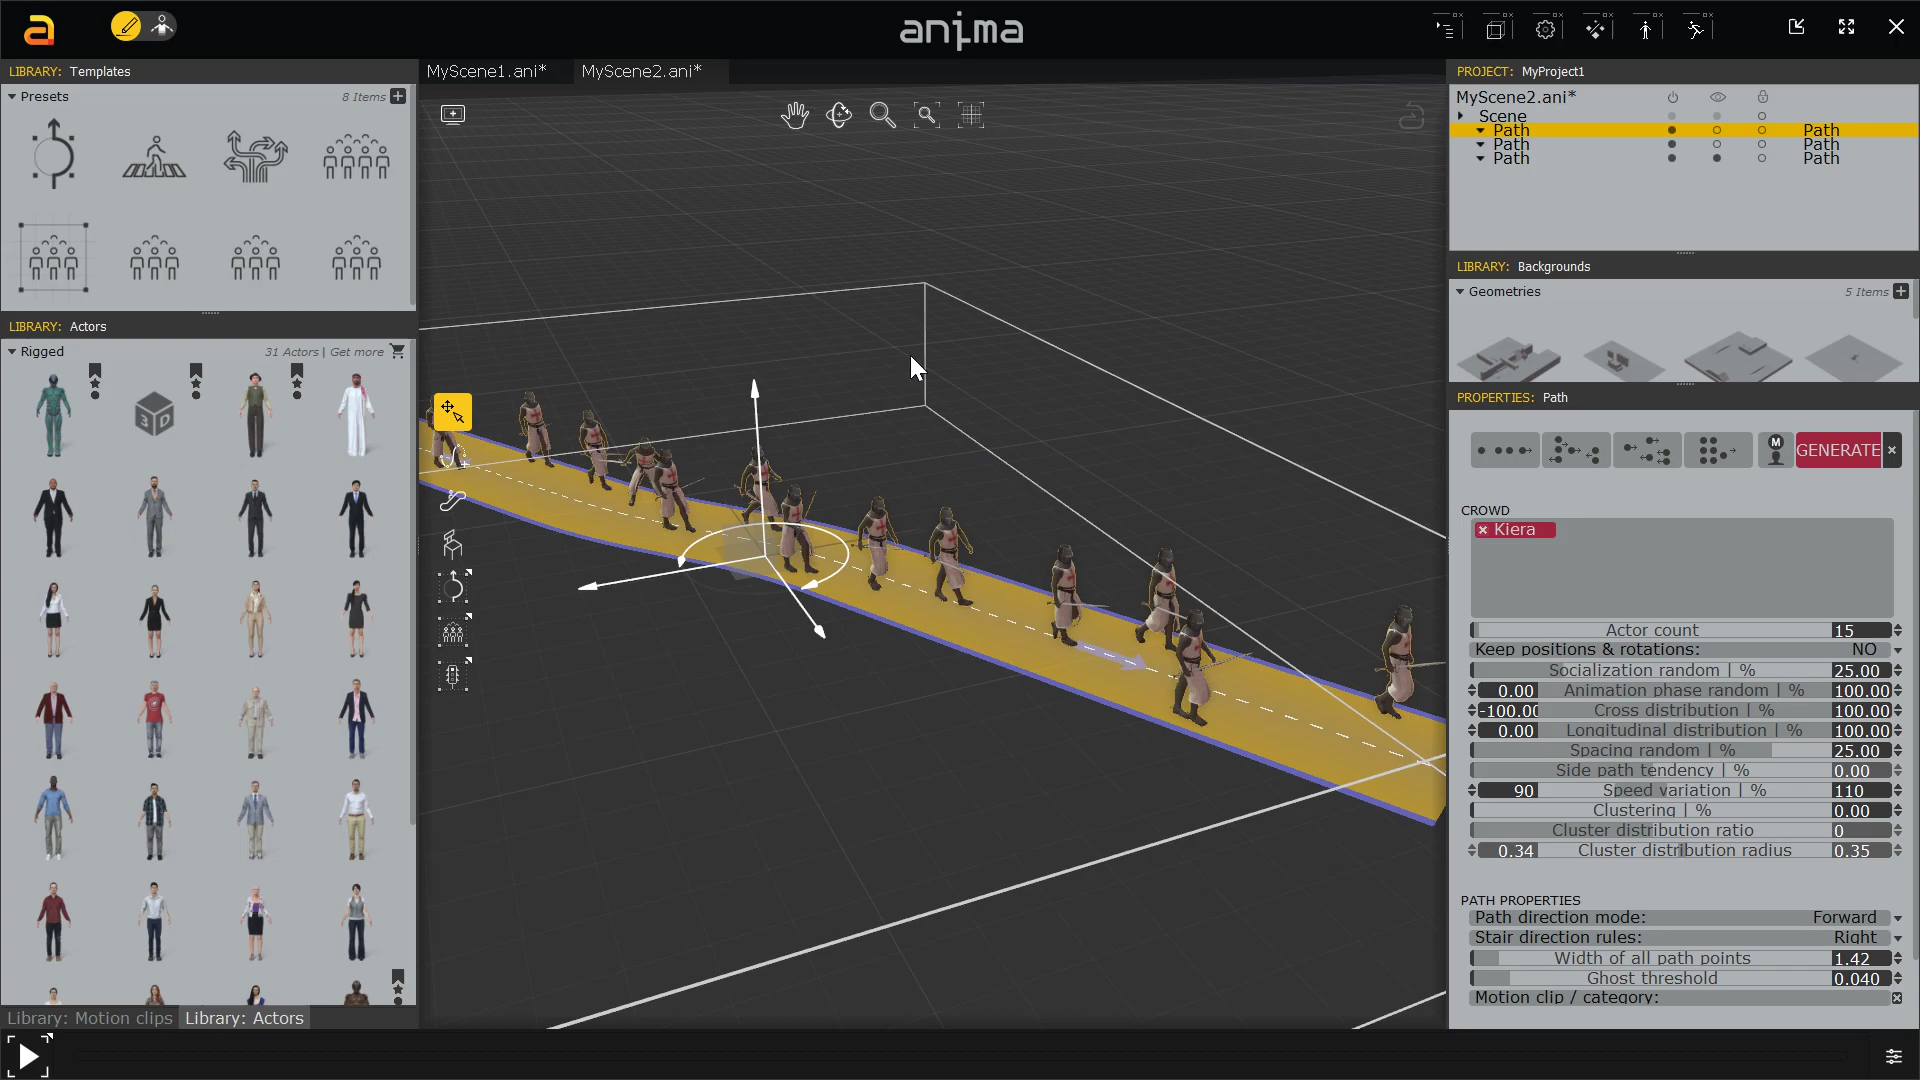 anima
LIBRARY: Templates
Presets
8 Items
LIBRARY: Actors
Rigged
31 Actors | Get more
3D
Library: Motion clips
Library: Actors
MyScene1.ani*
MyScene2.ani*
PROJECT: MyProject1
MyScene2.ani*
Scene
Path Path
Path Path
Path Path
LIBRARY: Backgrounds
Geometries
5 Items
PROPERTIES: Path
M
GENERATE
CROWD
Kiera
Actor count 15
Keep positions & rotations: NO
Socialization random | % 25.00
0.00 Animation phase random | % 100.00
-100.00 Cross distribution | % 100.00
0.00 Longitudinal distribution | % 100.00
Spacing random | % 25.00
Side path tendency | % 0.00
90 Speed variation | % 110
Clustering | % 0.00
Cluster distribution ratio 0
0.34 Cluster distribution radius 0.35
PATH PROPERTIES
Path direction mode: Forward
Stair direction rules: Right
Width of all path points 1.42
Ghost threshold 0.040
Motion clip / category: